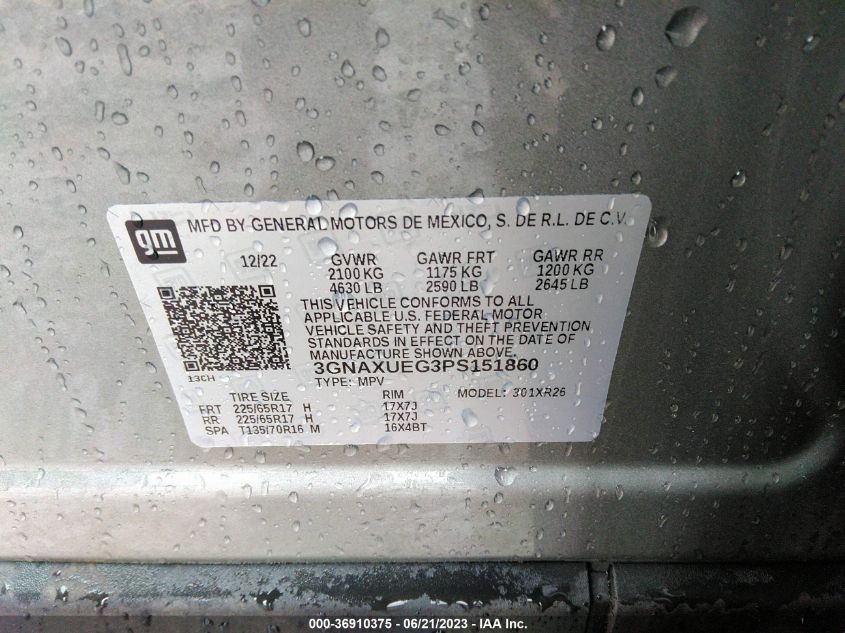 gm
MFD BY GENERAL MOTORS DE MEXICO, S. DE R.L. DE C.V.
12/22 GVWR GAWR FRT GAWR RR
2100 KG 1175 KG 1200 KG
4630 LB 2590 LB 2645 LB
THIS VEHICLE CONFORMS TO ALL
APPLICABLE U.S. FEDERAL MOTOR
VEHICLE SAFETY AND THEFT PREVENTION
STANDARDS IN EFFECT ON THE DATE OF
MANUFACTURE SHOWN ABOVE.
3GNAXUEG3PS151860
13CH TYPE: MPV MODEL: 301XR26
TIRE SIZE RIM
FRT 225/65R17 H 17X7J
RR 225/65R17 H 17X7J
SPA T135/70R16 M 16X4BT
000-36910375 - 06/21/2023 - IAA Inc.